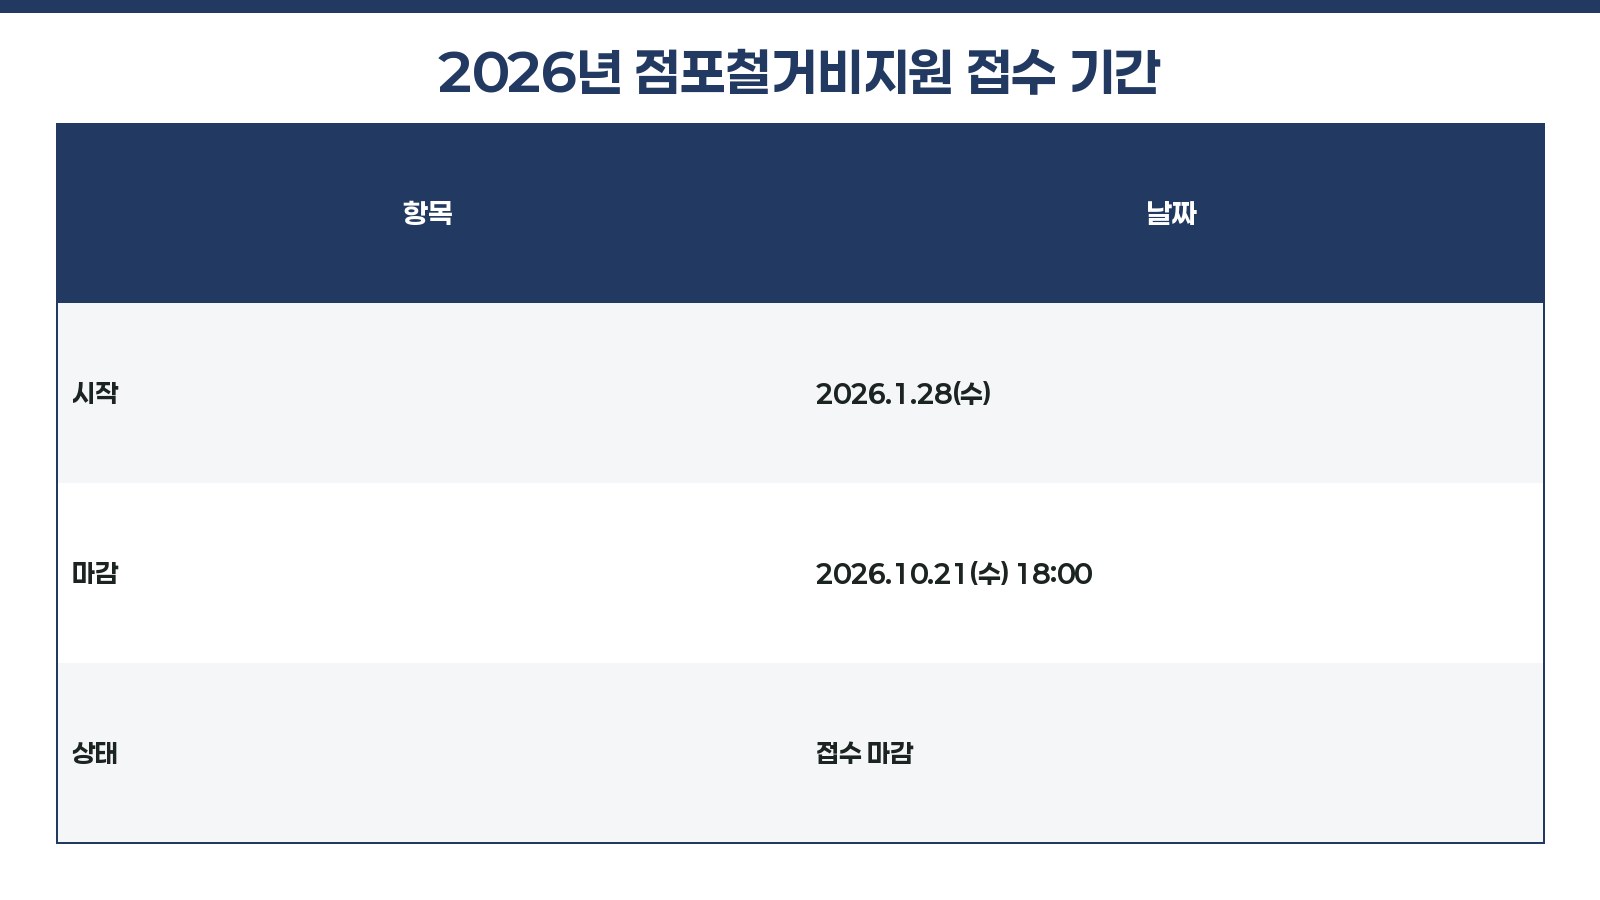 2026년 점포철거비지원 접수 기간
항목 날짜
시작 2026.1.28(수)
마감 2026.10.21(수) 18:00
상태 접수 마감